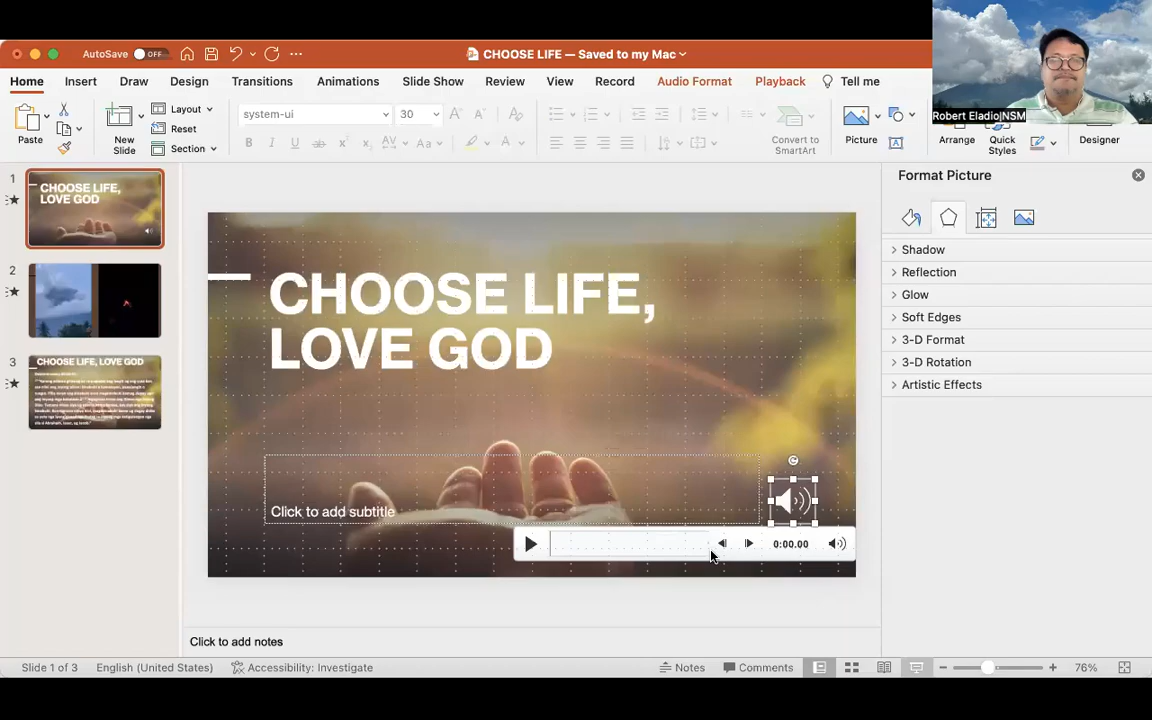 AutoSave OFF
CHOOSE LIFE — Saved to my Mac
Home Insert Draw Design Transitions Animations Slide Show Review View Record Audio Format Playback Tell me
Robert Eladio|NSM
Paste
New Slide
Layout
Reset
Section
system-ui 30
Convert to SmartArt
Picture
Arrange
Quick Styles
Designer
1
CHOOSE LIFE,
LOVE GOD
2
3
CHOOSE LIFE, LOVE GOD
CHOOSE LIFE,
LOVE GOD
Click to add subtitle
0:00.00
Format Picture
Shadow
Reflection
Glow
Soft Edges
3-D Format
3-D Rotation
Artistic Effects
Click to add notes
Slide 1 of 3 English (United States) Accessibility: Investigate Notes Comments 76%